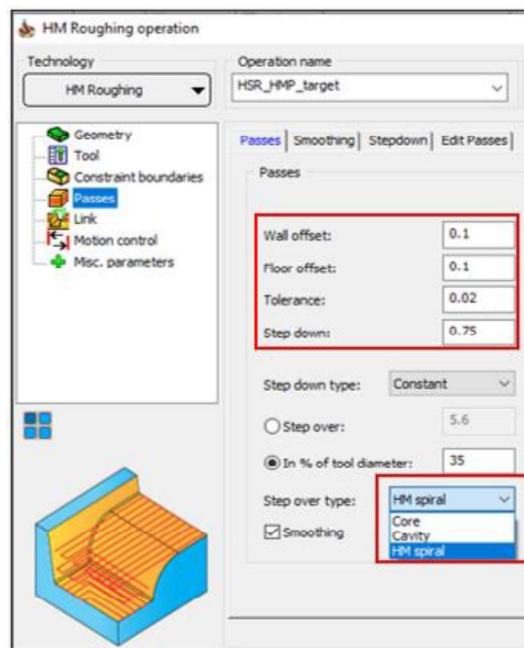 HM Roughing operation
Technology
HM Roughing
Operation name
HSR_HMP_target
Geometry
Tool
Constraint boundaries
Passes
Link
Motion control
Misc. parameters
Passes Smoothing Stepdown Edit Passes
Passes
Wall offset: 0.1
Floor offset: 0.1
Tolerance: 0.02
Step down: 0.75
Step down type: Constant
Step over: 5.6
In % of tool diameter: 35
Step over type: HM spiral
Core
Cavity
HM spiral
Smoothing